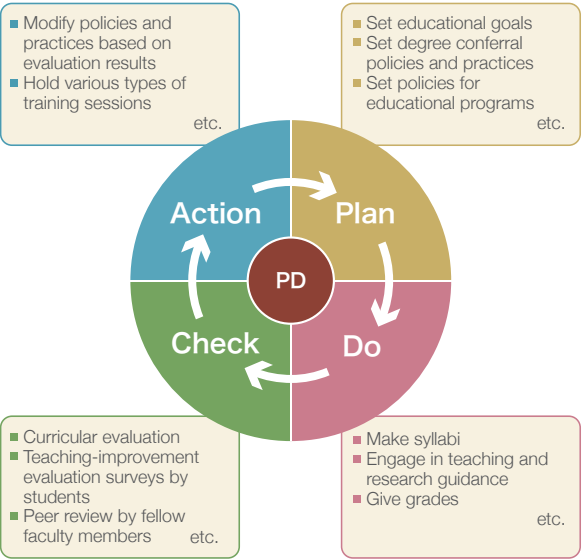 ■ Modify policies and
practices based on
evaluation results
■ Hold various types of
training sessions
etc.
■ Set educational goals
■ Set degree conferral
policies and practices
■ Set policies for
educational programs
etc.
Action
Plan
PD
Check
Do
■ Curricular evaluation
■ Teaching-improvement
evaluation surveys by
students
■ Peer review by fellow
faculty members etc.
■ Make syllabi
■ Engage in teaching and
research guidance
■ Give grades
etc.